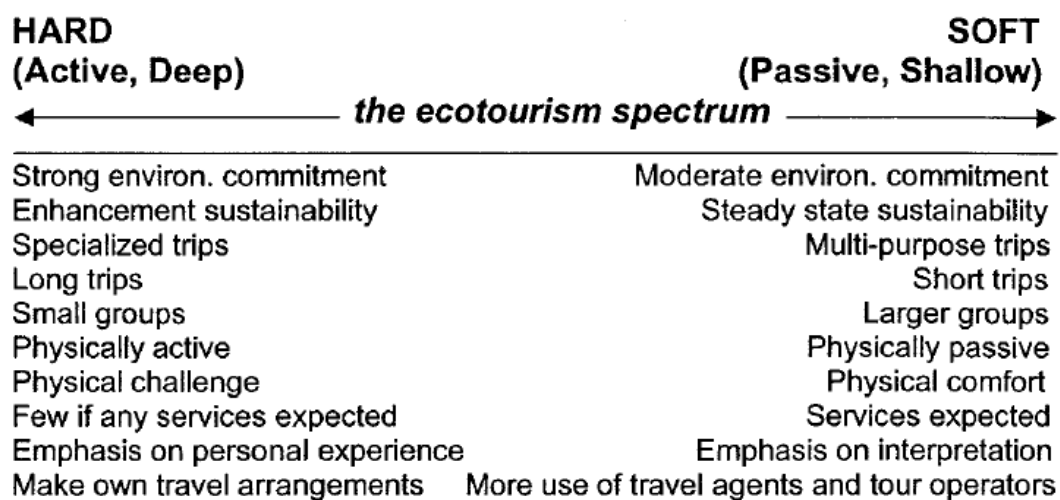 HARD SOFT
(Active, Deep) (Passive, Shallow)
the ecotourism spectrum
Strong environ. commitment Moderate environ. commitment
Enhancement sustainability Steady state sustainability
Specialized trips Multi-purpose trips
Long trips Short trips
Small groups Larger groups
Physically active Physically passive
Physical challenge Physical comfort
Few if any services expected Services expected
Emphasis on personal experience Emphasis on interpretation
Make own travel arrangements More use of travel agents and tour operators